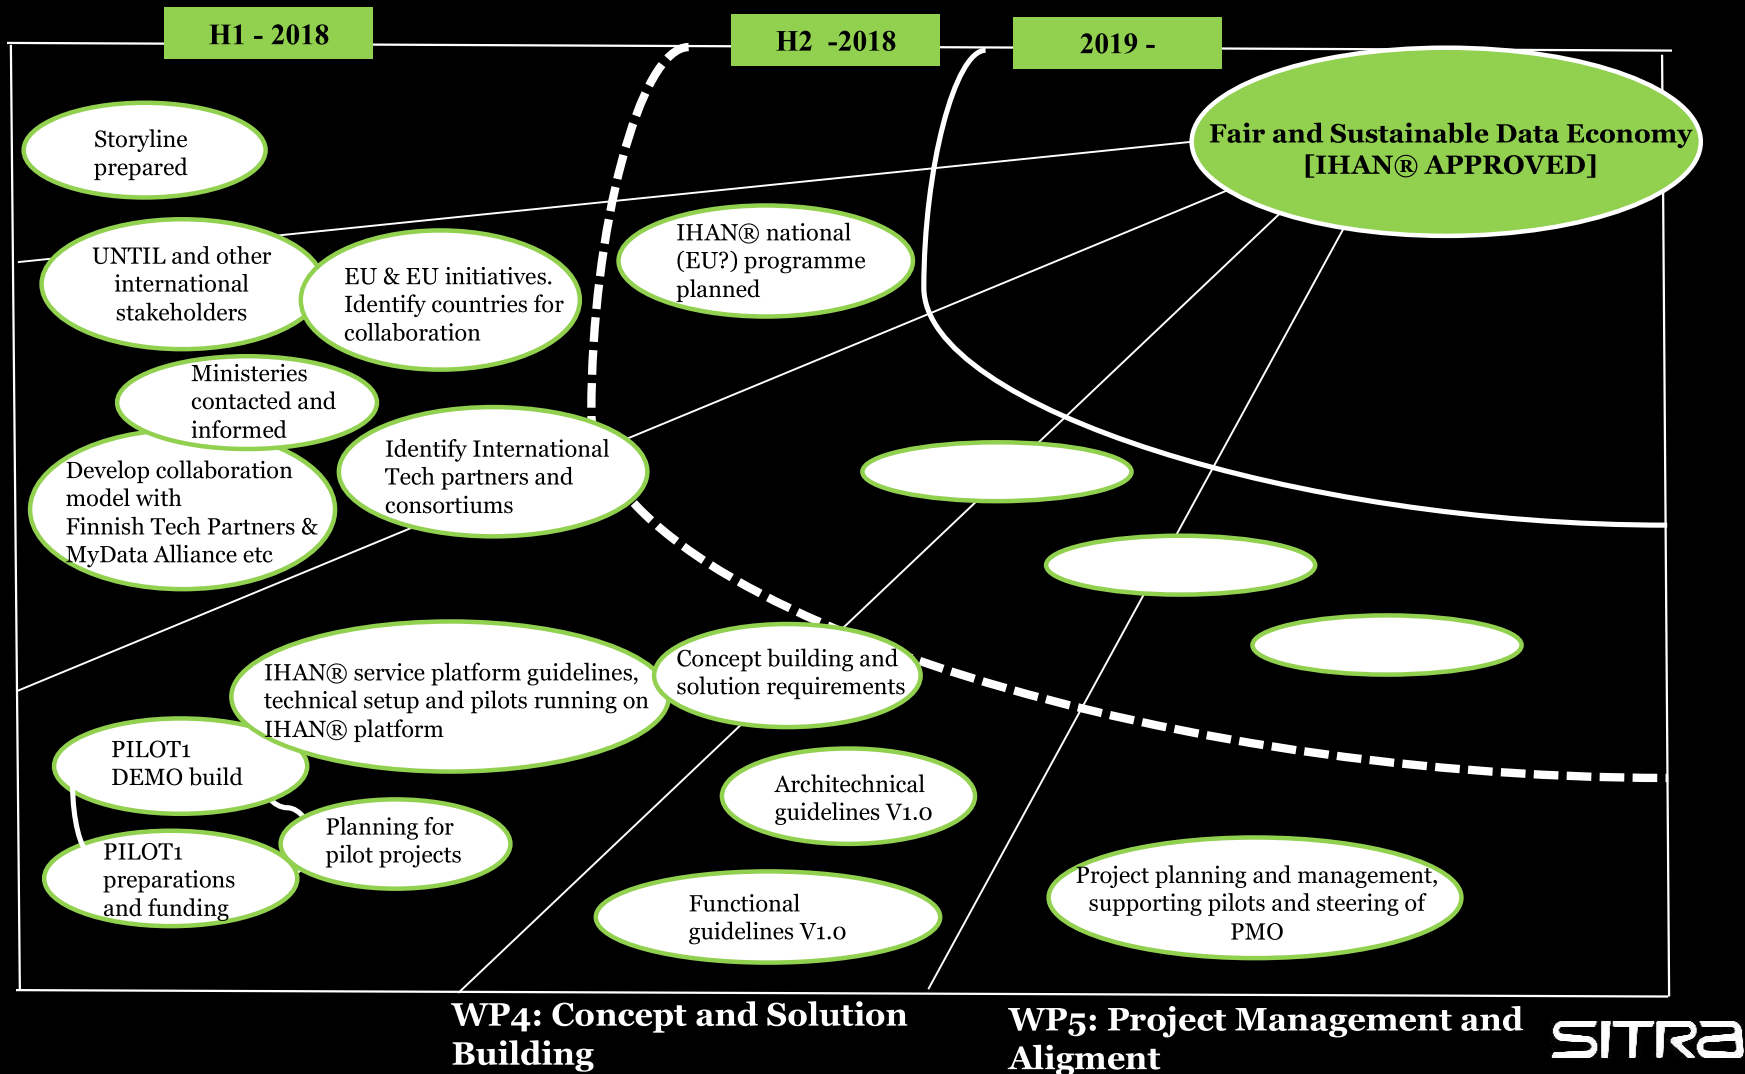 H1 - 2018
H2 -2018
2019 -
Fair and Sustainable Data Economy
[IHAN® APPROVED]
Storyline
prepared
UNTIL and other
international
stakeholders
EU & EU initiatives.
Identify countries for
collaboration
IHAN® national
(EU?) programme
planned
Ministeries
contacted and
informed
Identify International
Tech partners and
consortiums
Develop collaboration
model with
Finnish Tech Partners &
MyData Alliance etc
IHAN® service platform guidelines,
technical setup and pilots running on
IHAN® platform
Concept building and
solution requirements
PILOT1
DEMO build
Planning for
pilot projects
PILOT1
preparations
and funding
Architechnical
guidelines V1.0
Functional
guidelines V1.0
Project planning and management,
supporting pilots and steering of
PMO
WP4: Concept and Solution
Building
WP5: Project Management and
Aligment
SITRA